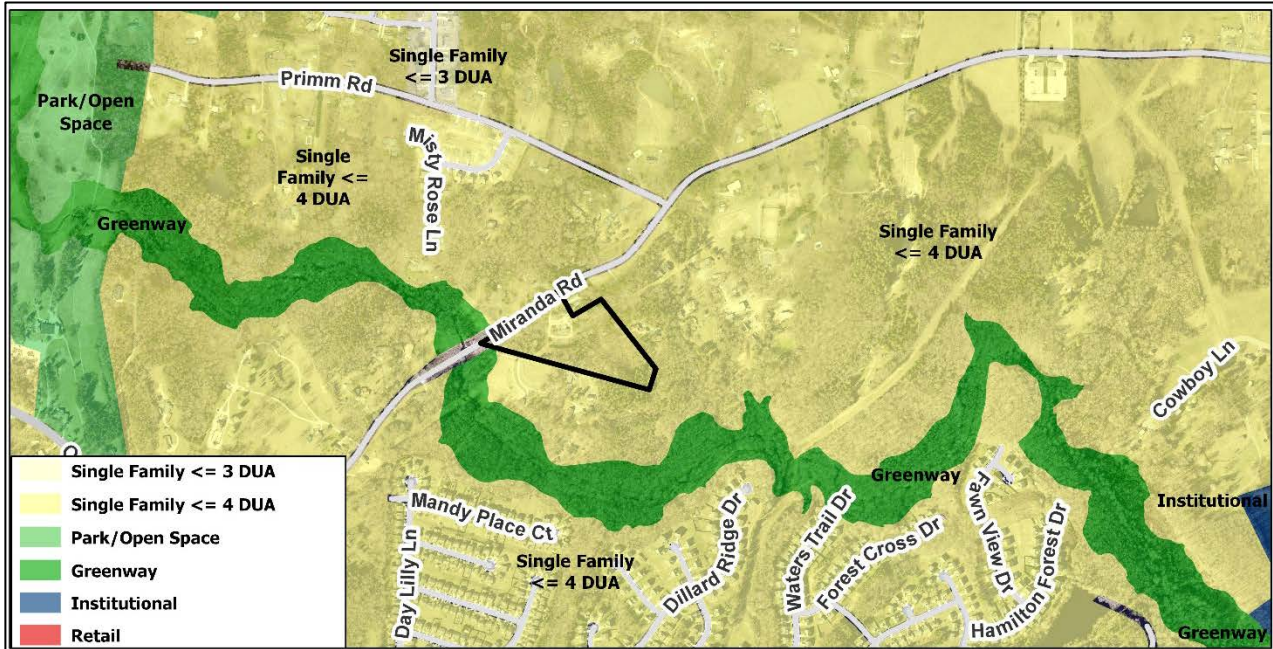 Single Family
<= 3 DUA
Primm Rd
Park/Open
Space
Misty Rose Ln
Single
Family <=
4 DUA
Greenway
Single Family
<= 4 DUA
Miranda Rd
Cowboy Ln
Single Family <= 3 DUA
Single Family <= 4 DUA
Park/Open Space
Greenway
Institutional
Retail
Mandy Place Ct
Day Lilly Ln
Single Family
<= 4 DUA
Dillard Ridge Dr
Waters Trail Dr
Forest Cross Dr
Greenway
Fawn View Dr
Hamilton Forest Dr
Institutional
Greenway